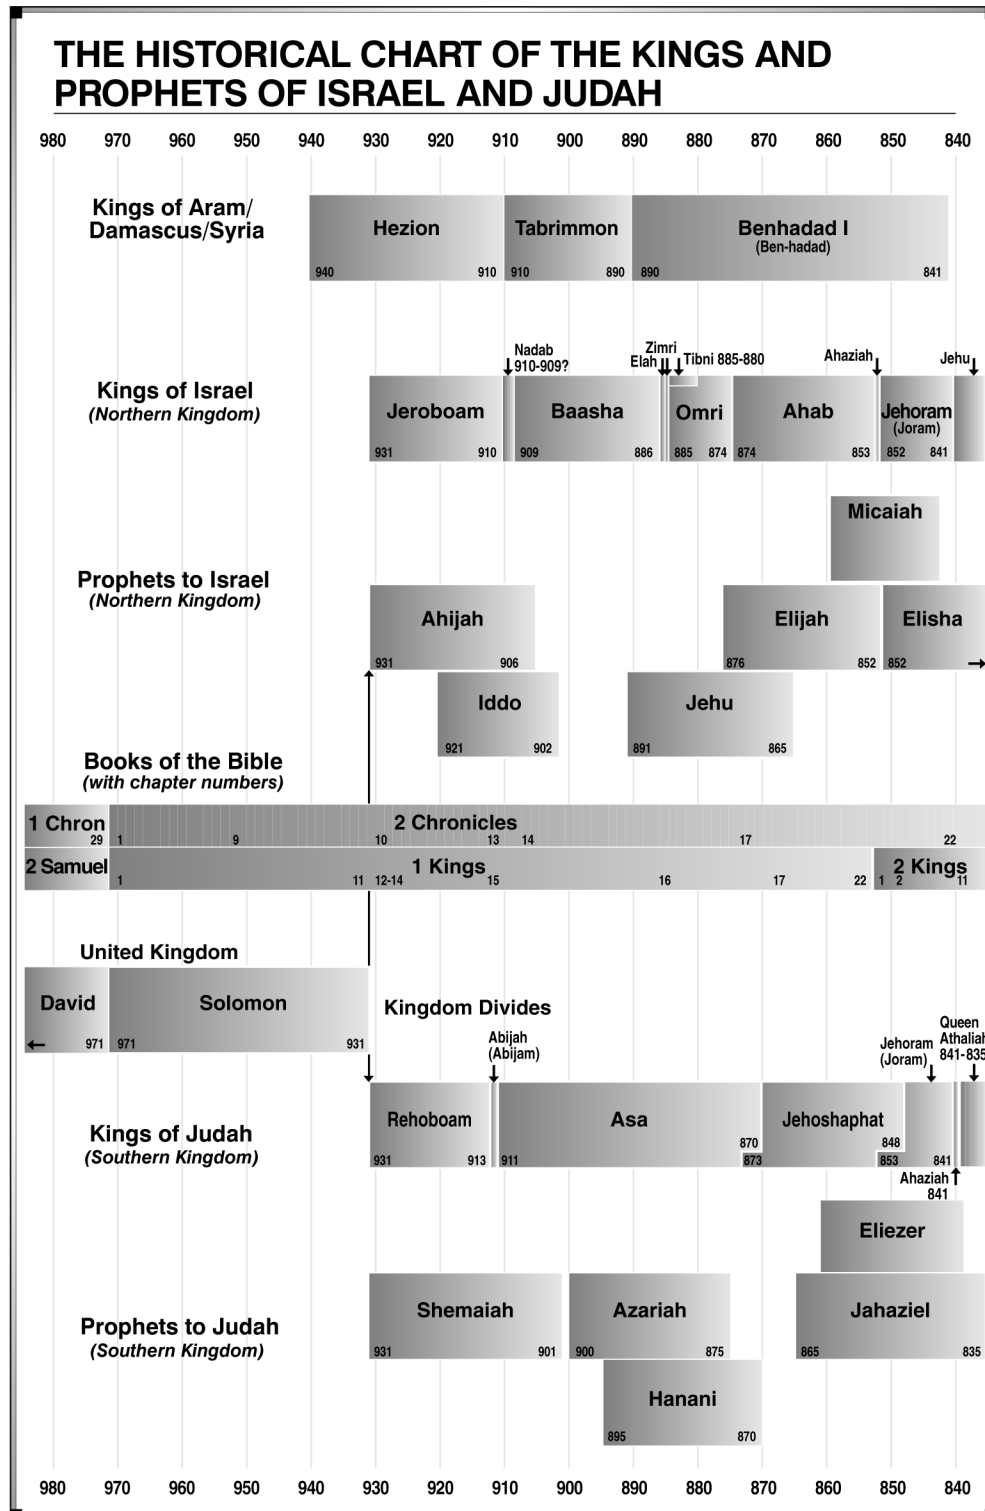 THE HISTORICAL CHART OF THE KINGS AND
PROPHETS OF ISRAEL AND JUDAH
980 970 960 950 940 930 920 910 900 890 880 870 860 850 840
Kings of Aram/
Damascus/Syria
Hezion
940 910
Tabrimmon
910 890
Benhadad I
(Ben-hadad)
890 841
Kings of Israel
(Northern Kingdom)
Jeroboam
931 910
Nadab
910-909?
Baasha
909 886
Elah
Zimri
Tibni 885-880
Omri
885 874
Ahab
874 853
Ahaziah
Jehoram
(Joram)
852 841
Jehu
Prophets to Israel
(Northern Kingdom)
Micaiah
Ahijah
931 906
Elijah
876 852
Elisha
852
Iddo
921 902
Jehu
891 865
Books of the Bible
(with chapter numbers)
1 Chron
29
2 Chronicles
1 9 10 13 14 17 22
2 Samuel
1 Kings
1 11 12-14 15 16 17 22
2 Kings
1 2 11
United Kingdom
David
971
Solomon
971 931
Kingdom Divides
Kings of Judah
(Southern Kingdom)
Rehoboam
931 913
Abijah
(Abijam)
Asa
911 870
Jehoshaphat
873 848
Jehoram
(Joram)
853 841
Queen
Athaliah
841-835
Ahaziah
841
Prophets to Judah
(Southern Kingdom)
Eliezer
Shemaiah
931 901
Azariah
900 875
Jahaziel
865 835
Hanani
895 870
980 970 960 950 940 930 920 910 900 890 880 870 860 850 840